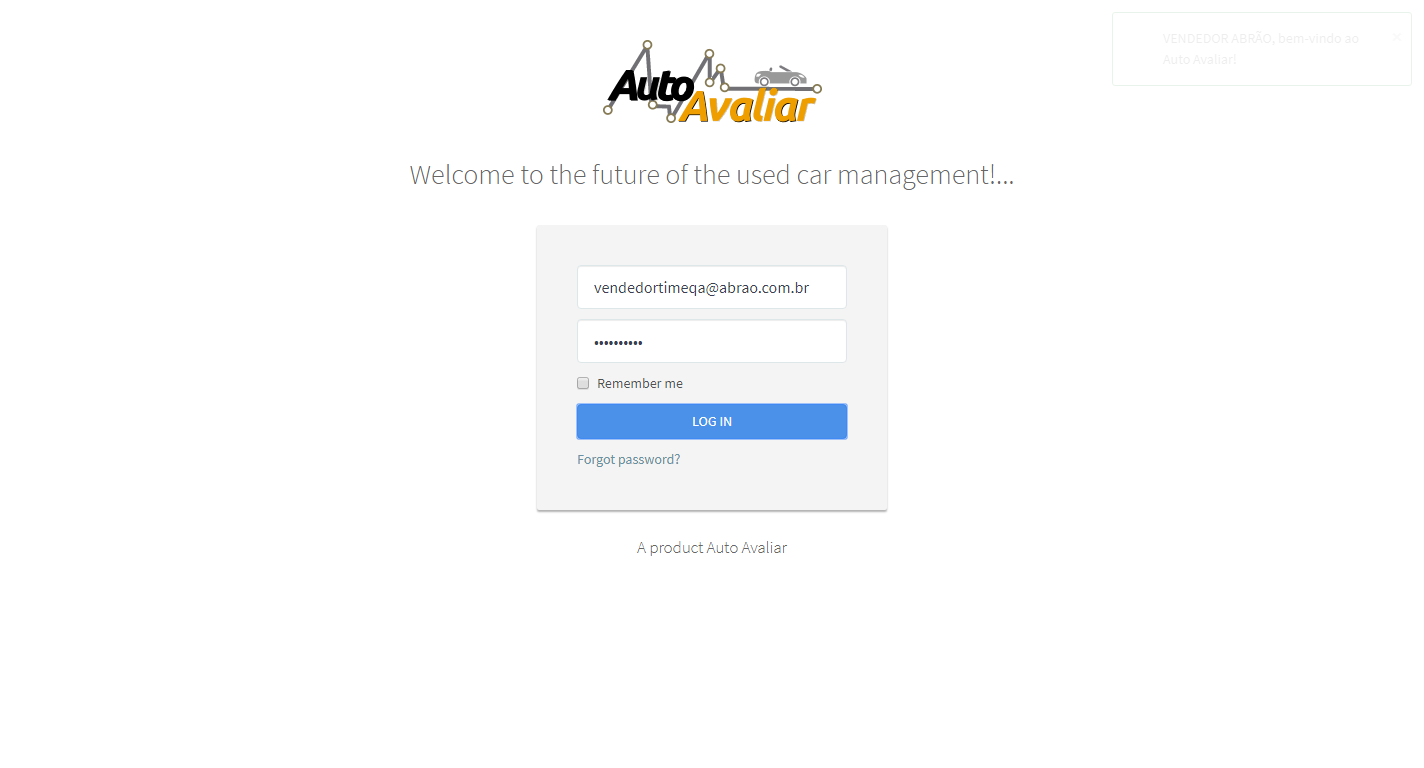 VENDEDOR ABRÃO, bem-vindo ao
Auto Avaliar!
×
Auto
Avaliar
Welcome to the future of the used car management!...
vendedortimeqa@abrao.com.br
••••••••••
Remember me
LOG IN
Forgot password?
A product Auto Avaliar